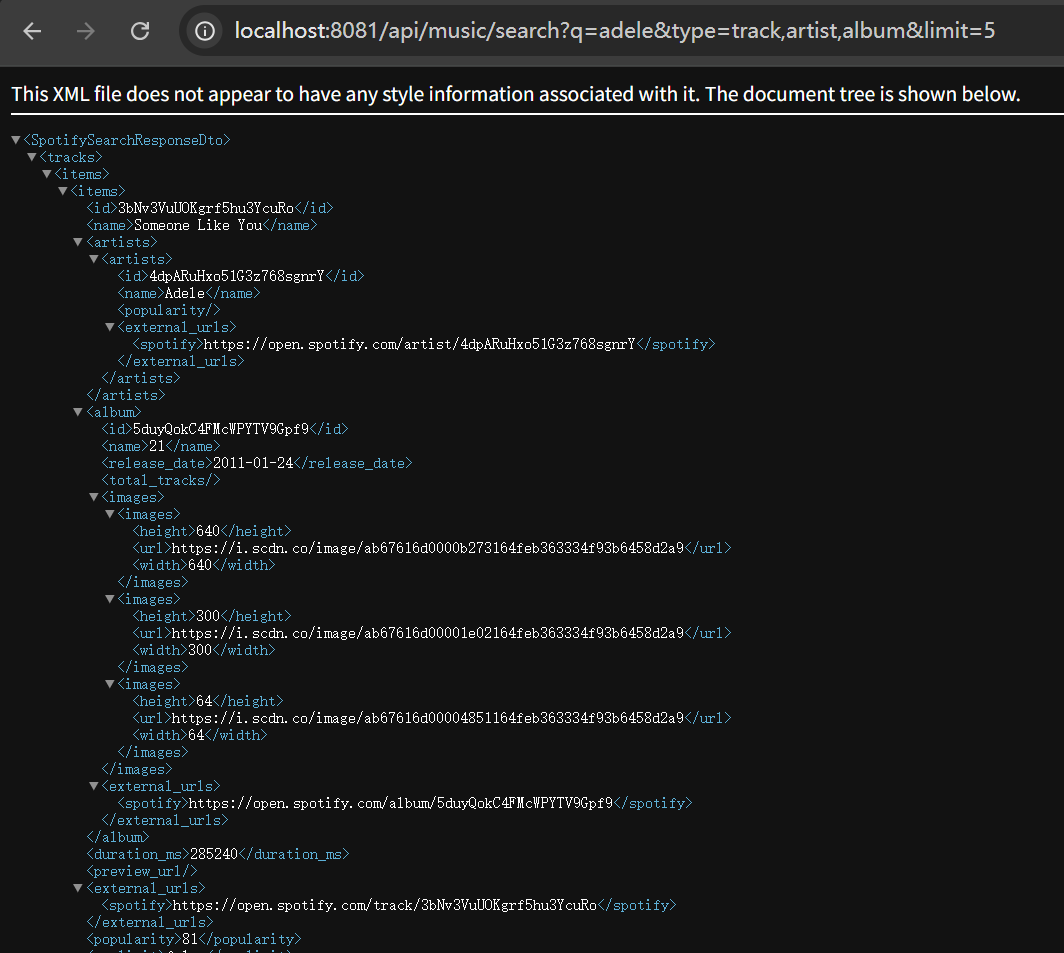 localhost:8081/api/music/search?q=adele&type=track,artist,album&limit=5
This XML file does not appear to have any style information associated with it. The document tree is shown below.
▼<SpotifySearchResponseDto>
▼<tracks>
▼<items>
▼<items>
<id>3bNv3VuUOKgrf5hu3YcuRo</id>
<name>Someone Like You</name>
▼<artists>
▼<artists>
<id>4dpARuHxo51G3z768sgnrY</id>
<name>Adele</name>
<popularity/>
▼<external_urls>
<spotify>https://open.spotify.com/artist/4dpARuHxo51G3z768sgnrY</spotify>
</external_urls>
</artists>
</artists>
▼<album>
<id>5duyQokC4FMcWPYTV9Gpf9</id>
<name>21</name>
<release_date>2011-01-24</release_date>
<total_tracks/>
▼<images>
▼<images>
<height>640</height>
<url>https://i.scdn.co/image/ab67616d0000b273164feb363334f93b6458d2a9</url>
<width>640</width>
</images>
▼<images>
<height>300</height>
<url>https://i.scdn.co/image/ab67616d00001e02164feb363334f93b6458d2a9</url>
<width>300</width>
</images>
▼<images>
<height>64</height>
<url>https://i.scdn.co/image/ab67616d00004851164feb363334f93b6458d2a9</url>
<width>64</width>
</images>
</images>
▼<external_urls>
<spotify>https://open.spotify.com/album/5duyQokC4FMcWPYTV9Gpf9</spotify>
</external_urls>
</album>
<duration_ms>285240</duration_ms>
<preview_url/>
▼<external_urls>
<spotify>https://open.spotify.com/track/3bNv3VuUOKgrf5hu3YcuRo</spotify>
</external_urls>
<popularity>81</popularity>